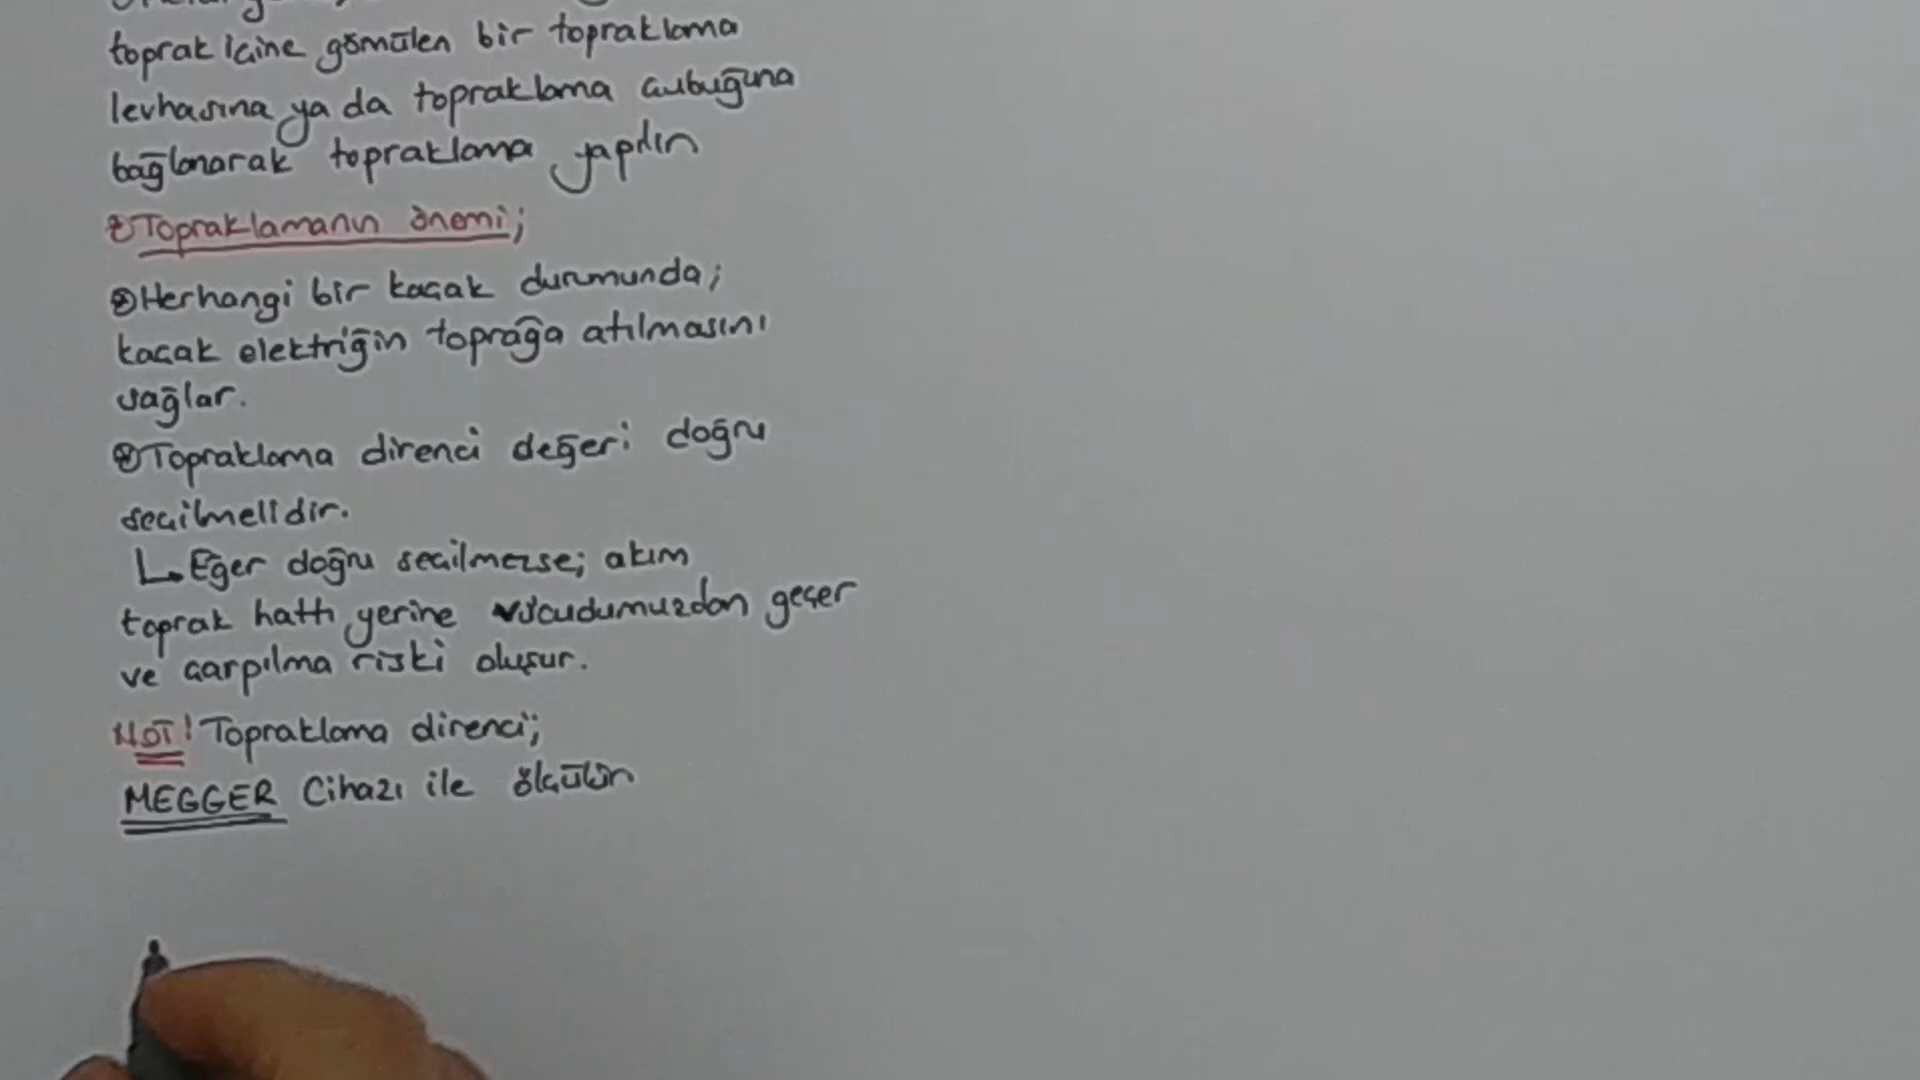 toprak içine gömülen bir topraklama
levhasına ya da topraklama çubuğuna
bağlanarak topraklama yapılır
Topraklamanın önemi;
Herhangi bir kaçak durumunda;
kaçak elektriğin toprağa atılmasını
sağlar.
Topraklama direnci değeri doğru
seçilmelidir.
↳ Eğer doğru seçilmezse; akım
toprak hattı yerine vücudumuzdan geçer
ve çarpılma riski oluşur.
NOT! Topraklama direnci;
MEGGER Cihazı ile ölçülür